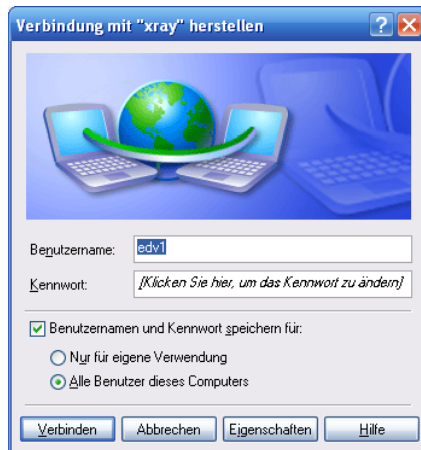 Verbindung mit "xray" herstellen
Benutzername: edv1
Kennwort: [Klicken Sie hier, um das Kennwort zu ändern]
Benutzernamen und Kennwort speichern für:
Nur für eigene Verwendung
Alle Benutzer dieses Computers
Verbinden Abbrechen Eigenschaften Hilfe